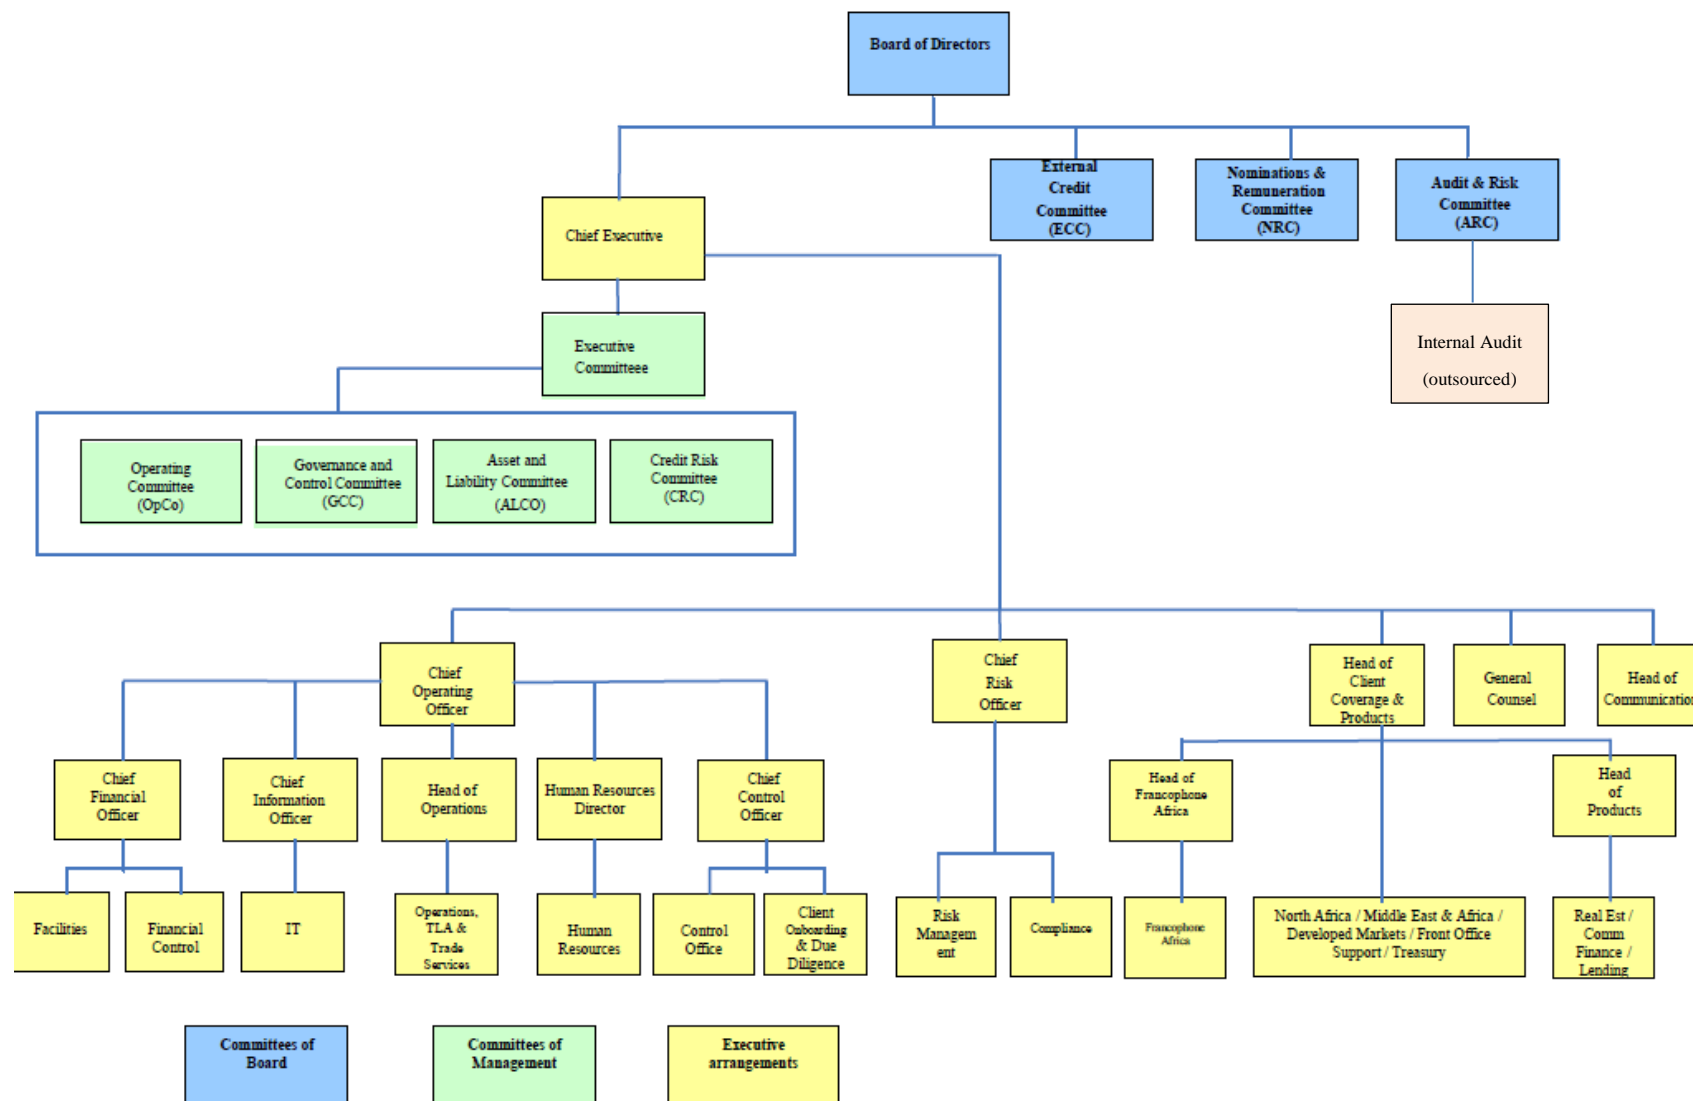 Board of Directors
External
Credit
Committee
(ECC)
Nominations &
Remuneration
Committee
(NRC)
Audit & Risk
Committee
(ARC)
Chief Executive
Internal Audit
(outsourced)
Executive
Committeee
Operating
Committee
(OpCo)
Governance and
Control Committee
(GCC)
Asset and
Liability Committee
(ALCO)
Credit Risk
Committee
(CRC)
Chief
Operating
Officer
Chief
Risk
Officer
Head of
Client
Coverage &
Products
General
Counsel
Head of
Communication
Chief
Financial
Officer
Chief
Information
Officer
Head of
Operations
Human Resources
Director
Chief
Control
Officer
Head of
Francophone
Africa
Head
of
Products
Facilities
Financial
Control
IT
Operations,
TLA &
Trade
Services
Human
Resources
Control
Office
Client
Onboarding
& Due
Diligence
Risk
Managem
ent
Compliance
Francophone
Africa
North Africa / Middle East & Africa /
Developed Markets / Front Office
Support / Treasury
Real Est /
Comm
Finance /
Lending
Committees of
Board
Committees of
Management
Executive
arrangements